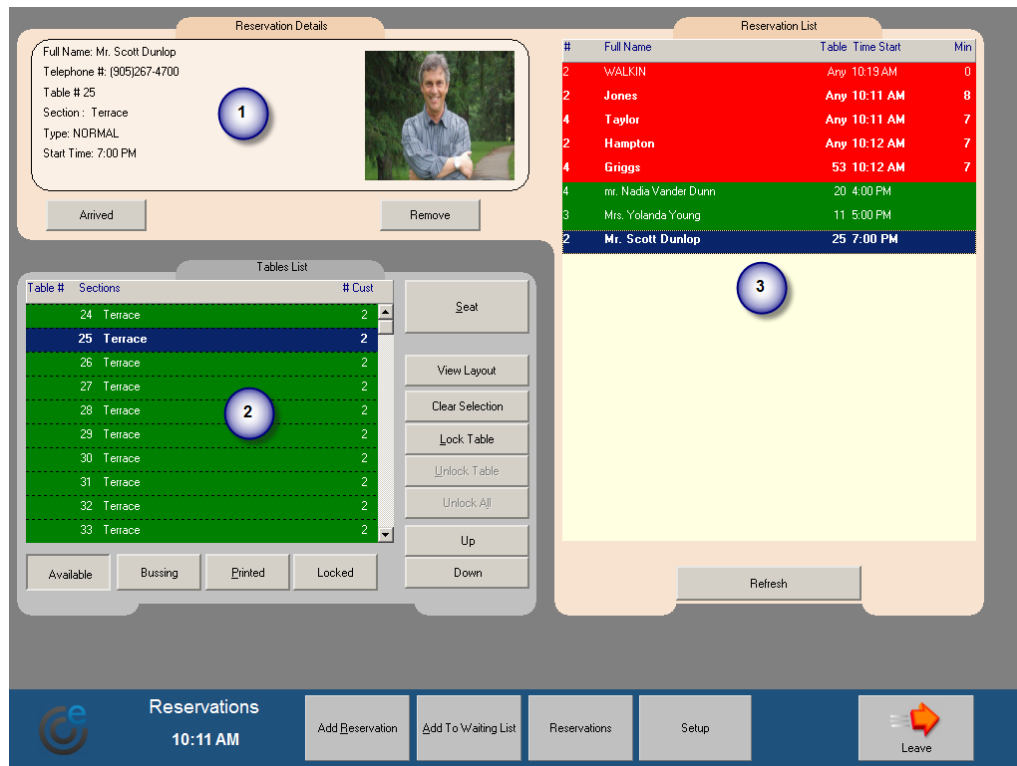 Reservation Details
Full Name: Mr. Scott Dunlop
Telephone #: (905)267-4700
Table # 25
Section : Terrace
Type: NORMAL
Start Time: 7:00 PM
1
Arrived
Remove
Tables List
Table # Sections # Cust
24 Terrace 2
25 Terrace 2
26 Terrace 2
27 Terrace 2
28 Terrace 2
29 Terrace 2
30 Terrace 2
31 Terrace 2
32 Terrace 2
33 Terrace 2
2
Seat
View Layout
Clear Selection
Lock Table
Unlock Table
Unlock All
Up
Down
Available
Bussing
Printed
Locked
Reservation List
# Full Name Table Time Start Min
2 WALKIN Any 10:19 AM 0
2 Jones Any 10:11 AM 8
4 Taylor Any 10:11 AM 7
2 Hampton Any 10:12 AM 7
4 Griggs 53 10:12 AM 7
4 mr. Nadia Vander Dunn 20 4:00 PM
3 Mrs. Yolanda Young 11 5:00 PM
2 Mr. Scott Dunlop 25 7:00 PM
3
Refresh
e
Reservations
10:11 AM
Add Reservation
Add To Waiting List
Reservations
Setup
Leave